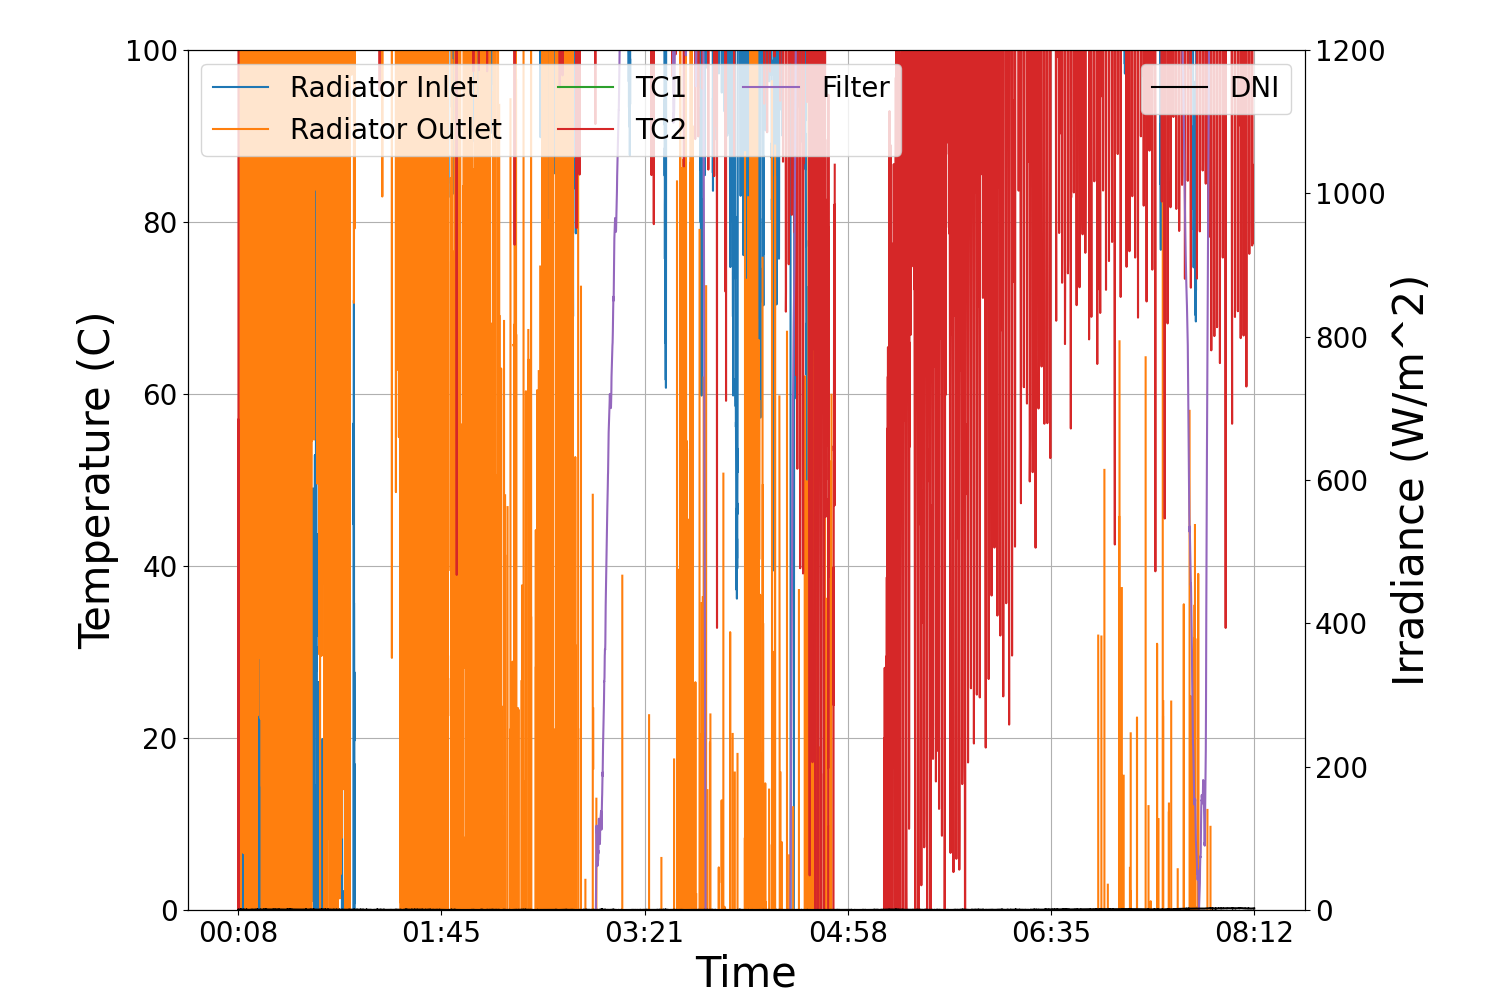 100
80
60
40
20
0
Temperature (C)
Radiator Inlet
Radiator Outlet
TC1
TC2
Filter
DNI
1200
1000
800
600
400
200
0
Irradiance (W/m^2)
00:08
01:45
03:21
04:58
06:35
08:12
Time